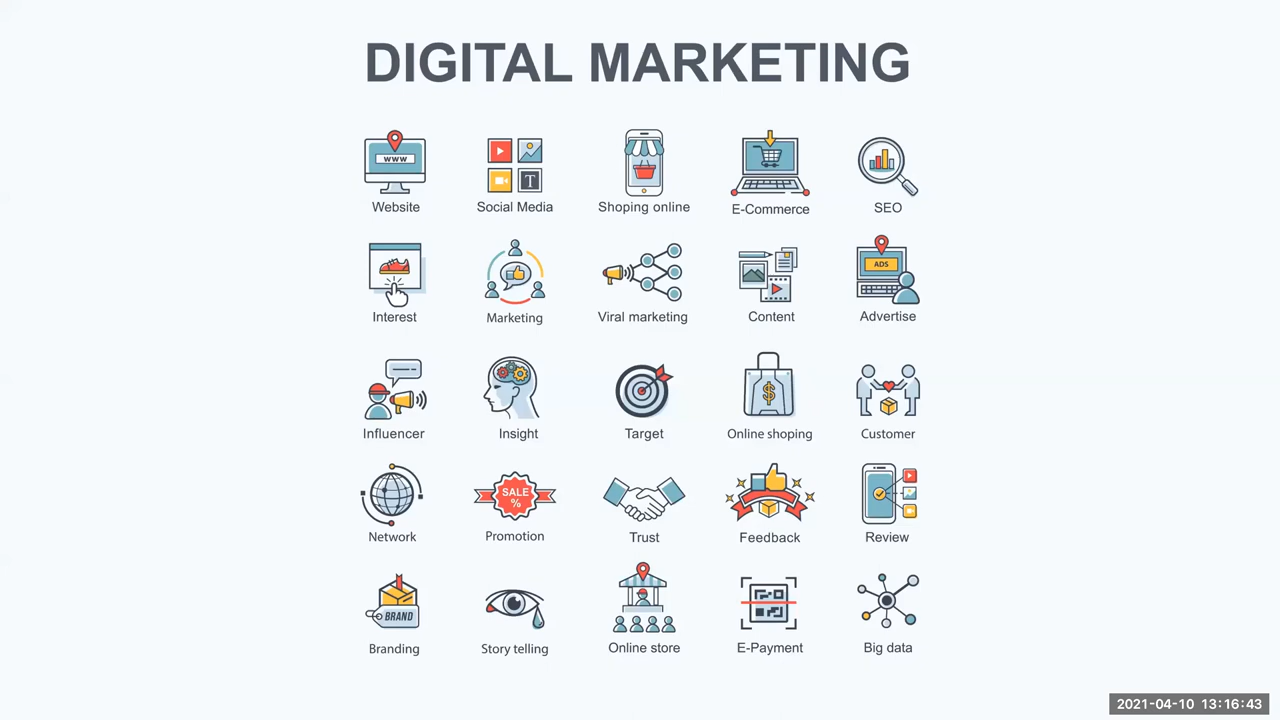 DIGITAL MARKETING
www
Website
Social Media
Shoping online
E-Commerce
SEO
T
ADS
Interest
Marketing
Viral marketing
Content
Advertise
$
Influencer
Insight
Target
Online shoping
Customer
SALE
%
Network
Promotion
Trust
Feedback
Review
BRAND
Branding
Story telling
Online store
E-Payment
Big data
2021-04-10 13:16:43